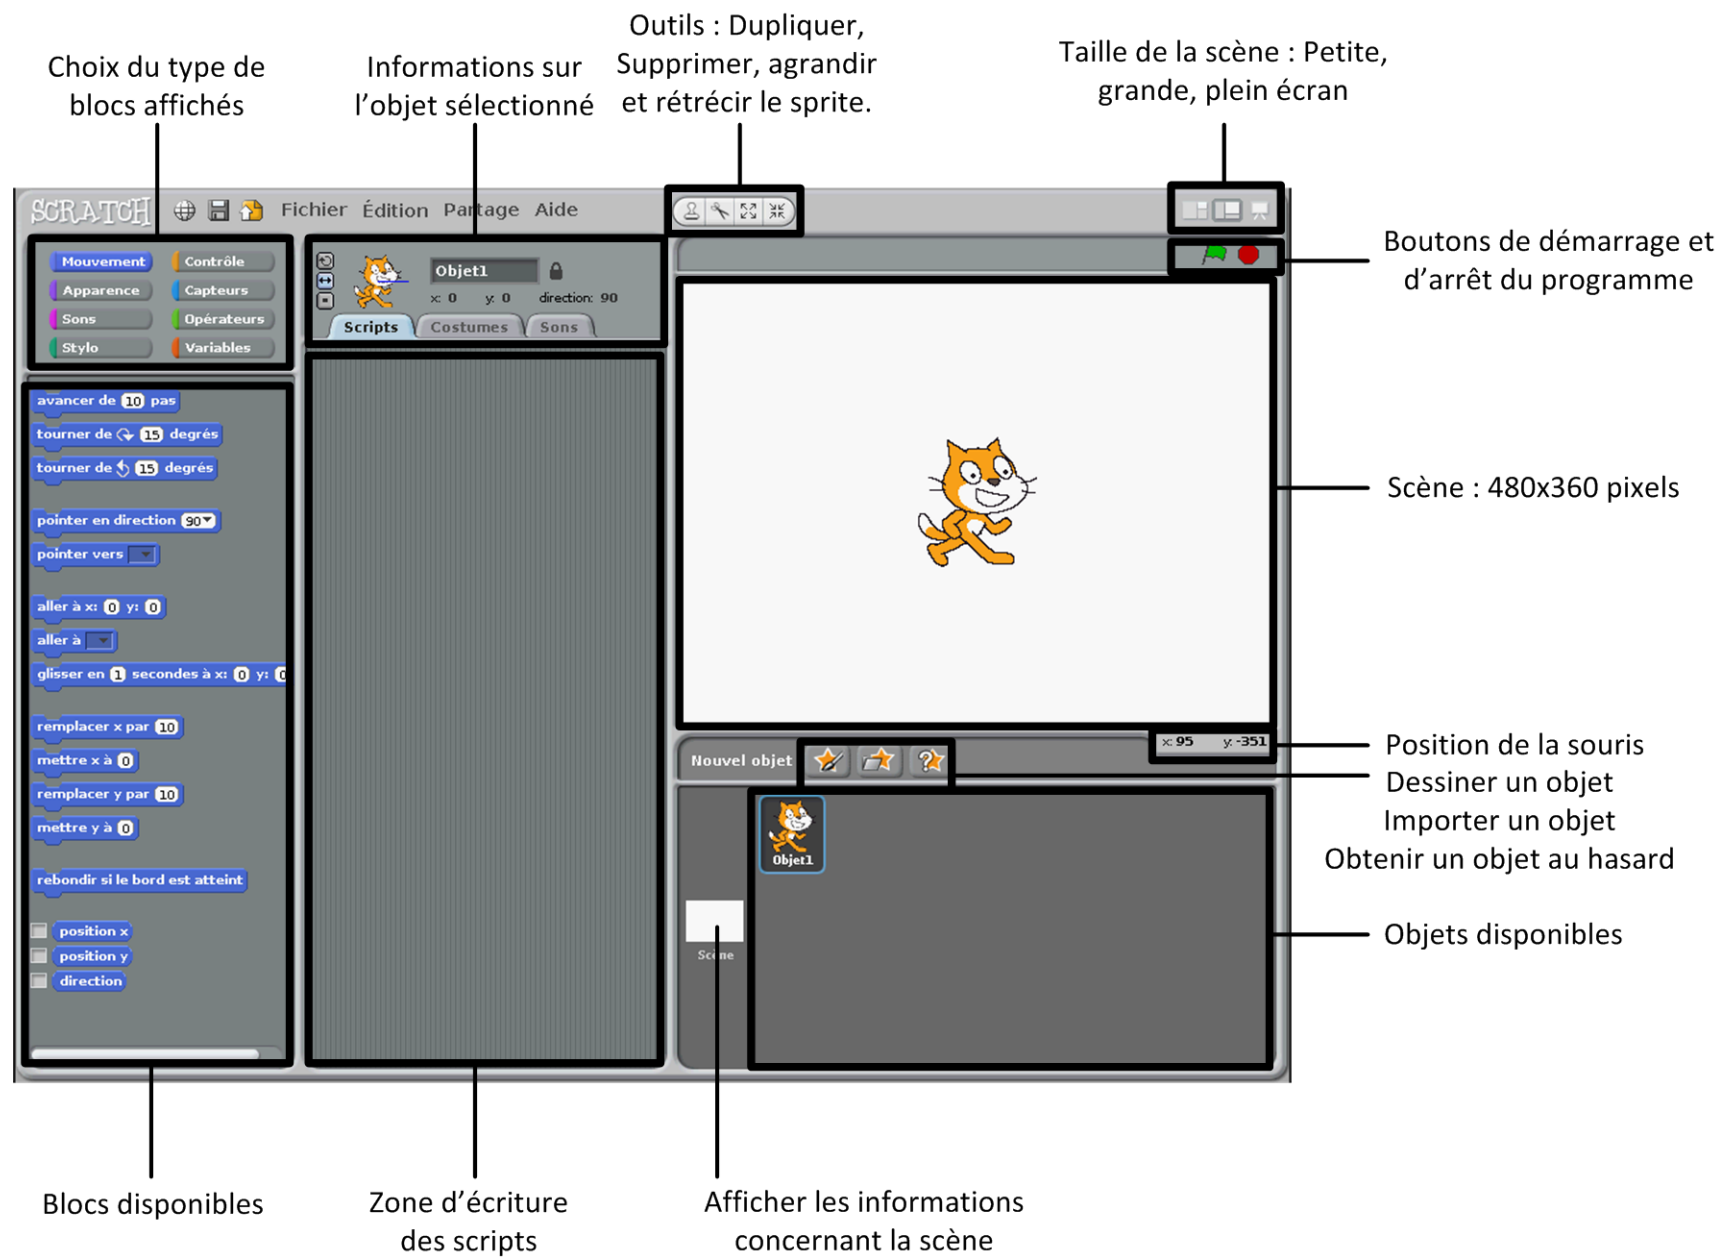 Outils : Dupliquer,
Supprimer, agrandir
et rétrécir le sprite.
Choix du type de
blocs affichés
Informations sur
l’objet sélectionné
Taille de la scène : Petite,
grande, plein écran
SCRATCH
Fichier Édition Partage Aide
Mouvement
Contrôle
Apparence
Capteurs
Sons
Opérateurs
Stylo
Variables
Objet1
x: 0 y: 0 direction: 90
Scripts Costumes Sons
Boutons de démarrage et
d’arrêt du programme
avancer de 10 pas
tourner de 15 degrés
tourner de 15 degrés
pointer en direction 90
pointer vers
aller à x: 0 y: 0
aller à
glisser en 1 secondes à x: 0 y: 0
remplacer x par 10
mettre x à 0
remplacer y par 10
mettre y à 0
rebondir si le bord est atteint
position x
position y
direction
Scène : 480x360 pixels
x: 95 y: -351
Nouvel objet
Position de la souris
Dessiner un objet
Importer un objet
Obtenir un objet au hasard
Objet1
Scène
Objets disponibles
Blocs disponibles
Zone d’écriture
des scripts
Afficher les informations
concernant la scène